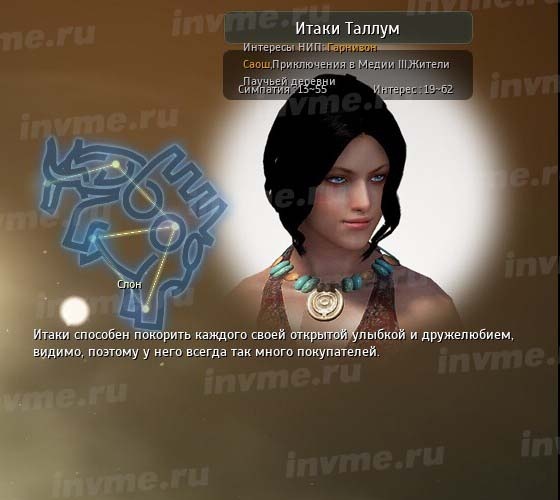 Итаки Таллум
Интересы НИП: Гарнизон
Саош,Приключения в Медии III,Жители
Паучьей деревни
Симпатия : 13~55 Интерес : 19~62
Слон
Итаки способен покорить каждого своей открытой улыбкой и дружелюбием,
видимо, поэтому у него всегда так много покупателей.
invme.ru